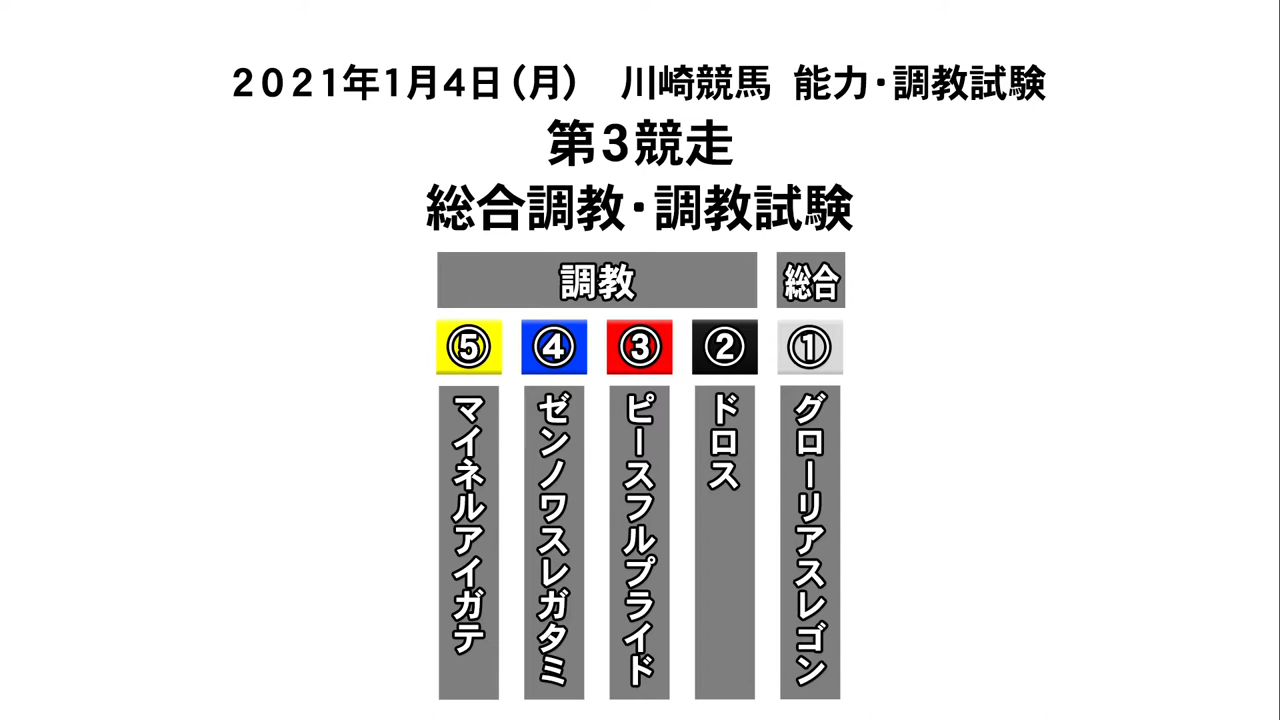 ２０２１年１月４日（月）　川崎競馬 能力・調教試験
第３競走
総合調教・調教試験
調教 総合
⑤ ④ ③ ② ①
グローリアスレゴン
ドロス
ピースフルプライド
ゼンノワスレガタミ
マイネルアイガテ